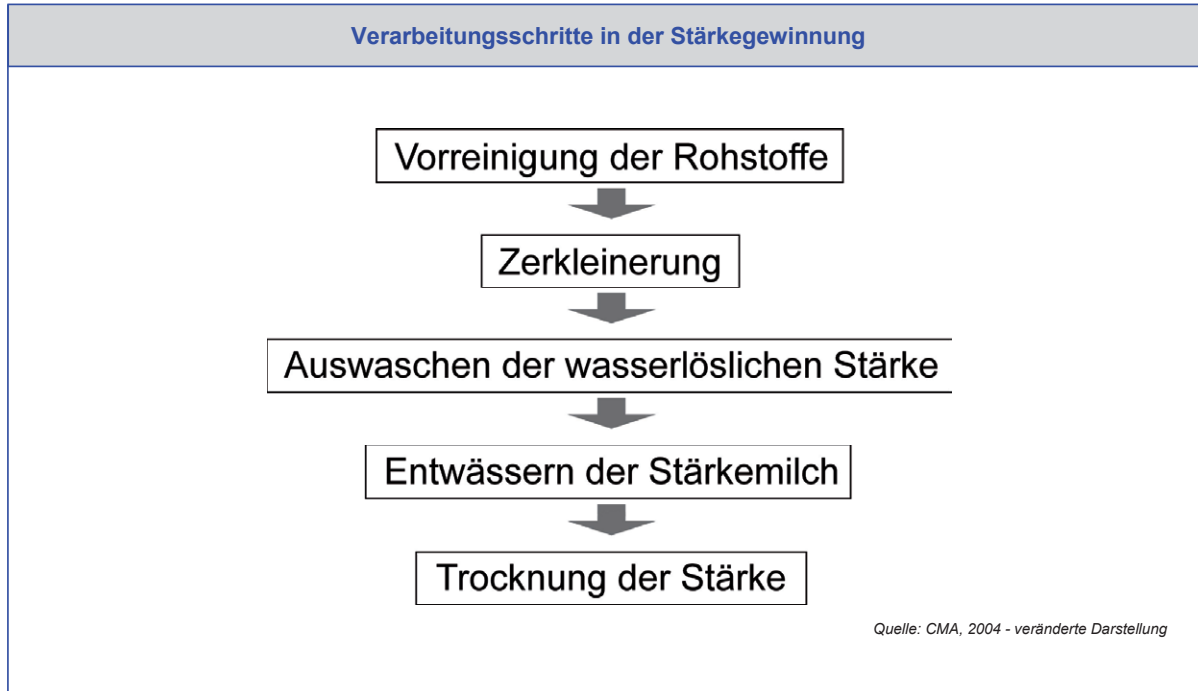 Verarbeitungsschritte in der Stärkegewinnung
Vorreinigung der Rohstoffe
Zerkleinerung
Auswaschen der wasserlöslichen Stärke
Entwässern der Stärkemilch
Trocknung der Stärke
Quelle: CMA, 2004 - veränderte Darstellung